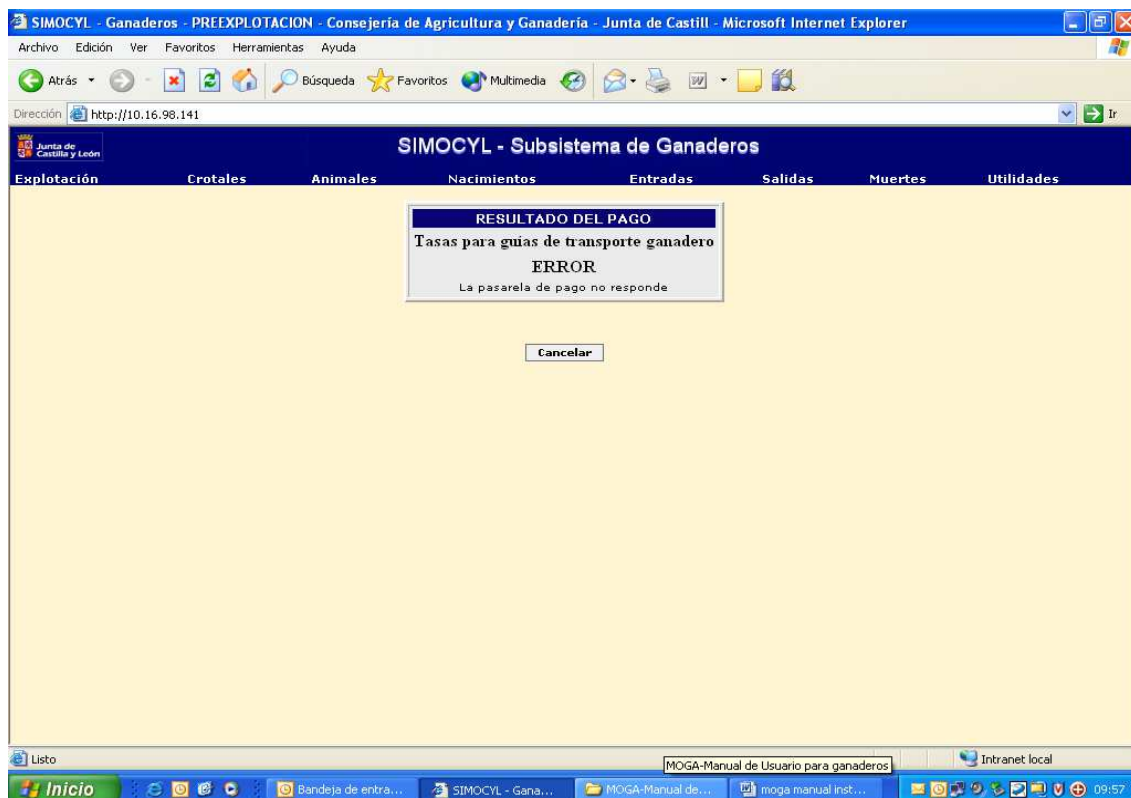 SIMOCYL - Ganaderos - PREEXPLOTACION - Consejería de Agricultura y Ganadería - Junta de Castill - Microsoft Internet Explorer
Archivo Edición Ver Favoritos Herramientas Ayuda
Atrás Búsqueda Favoritos Multimedia
Dirección http://10.16.98.141 Ir
Junta de
Castilla y León
SIMOCYL - Subsistema de Ganaderos
Explotación Crotales Animales Nacimientos Entradas Salidas Muertes Utilidades
RESULTADO DEL PAGO
Tasas para guias de transporte ganadero
ERROR
La pasarela de pago no responde
Cancelar
Listo
MOGA-Manual de Usuario para ganaderos
Intranet local
Inicio Bandeja de entra... SIMOCYL - Gana... MOGA-Manual de... moga manual inst... 09:57